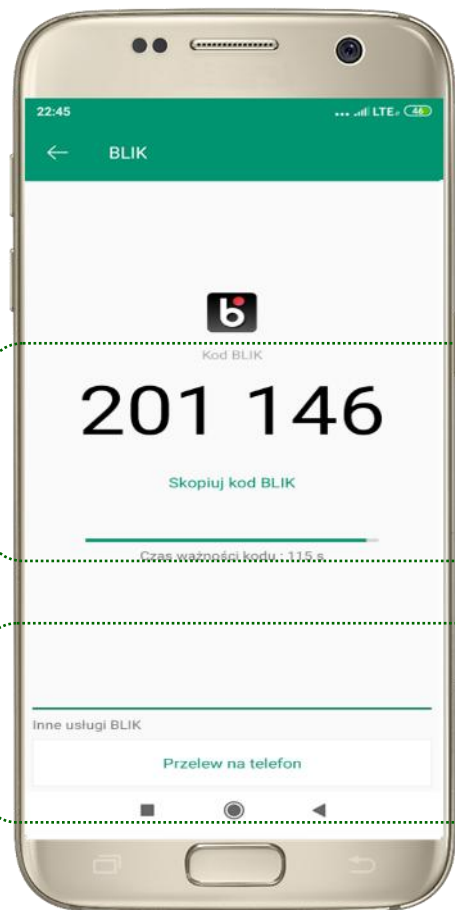 22:45
LTE 46
BLIK
b
Kod BLIK
201 146
Skopiuj kod BLIK
Czas ważności kodu : 115 s
Inne usługi BLIK
Przelew na telefon